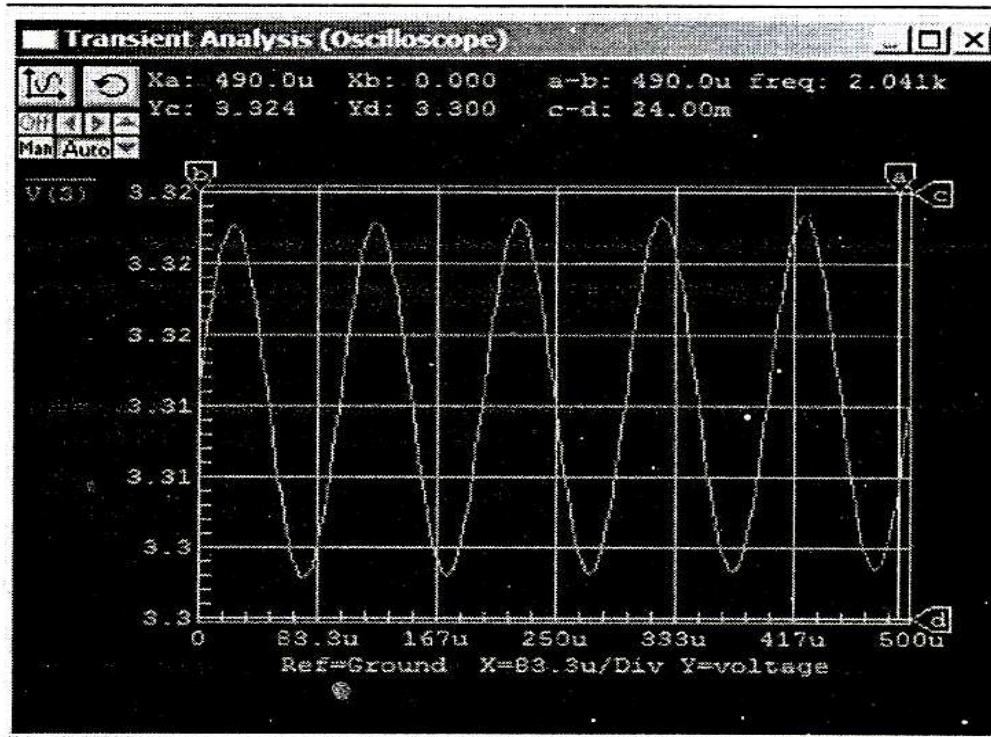 Transient Analysis (Oscilloscope)
Xa: 490.0u Xb: 0.000 a-b: 490.0u freq: 2.041k
Yc: 3.324 Yd: 3.300 c-d: 24.00m
Off
Man Auto
b a
V(3) 3.32 c
3.32
3.32
3.31
3.31
3.3
3.3 d
0 83.3u 167u 250u 333u 417u 500u
Ref=Ground X=83.3u/Div Y=voltage